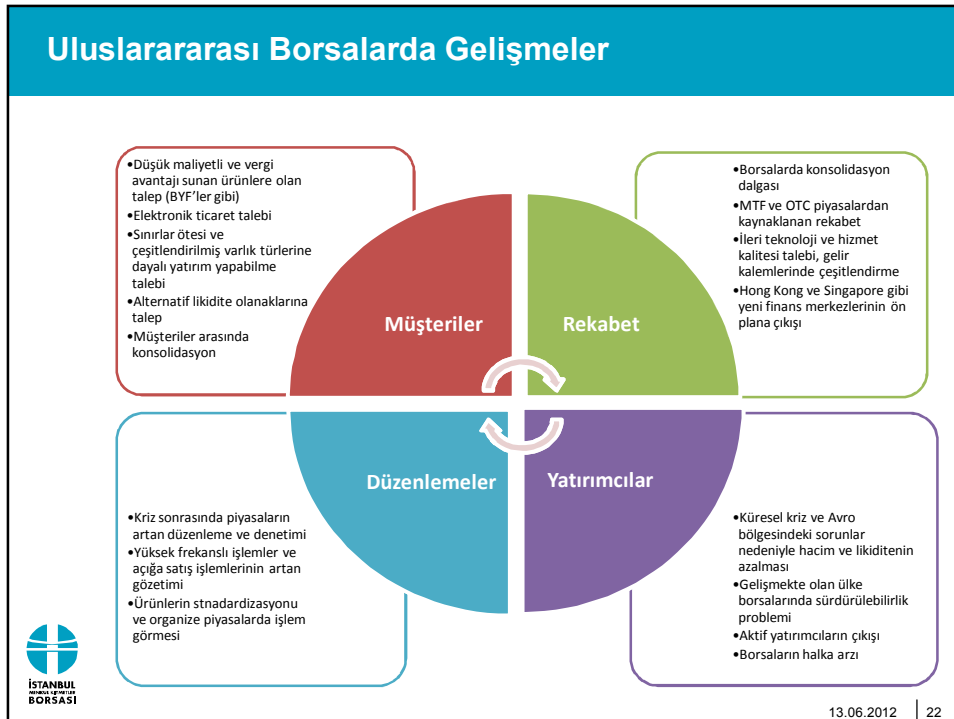 Uluslarararası Borsalarda Gelişmeler
•Düşük maliyetli ve vergi
avantajı sunan ürünlere olan
talep (BYF'ler gibi)
•Elektronik ticaret talebi
•Sınırlar ötesi ve
çeşitlendirilmiş varlık türlerine
dayalı yatırım yapabilme
talebi
•Alternatif likidite olanaklarına
talep
•Müşteriler arasında
konsolidasyon
Müşteriler
Rekabet
•Borsalarda konsolidasyon
dalgası
•MTF ve OTC piyasalardan
kaynaklanan rekabet
•İleri teknoloji ve hizmet
kalitesi talebi, gelir
kalemlerinde çeşitlendirme
•Hong Kong ve Singapore gibi
yeni finans merkezlerinin ön
plana çıkışı
•Kriz sonrasında piyasaların
artan düzenleme ve denetimi
•Yüksek frekanslı işlemler ve
açığa satış işlemlerinin artan
gözetimi
•Ürünlerin stnadardizasyonu
ve organize piyasalarda işlem
görmesi
Düzenlemeler
Yatırımcılar
•Küresel kriz ve Avro
bölgesindeki sorunlar
nedeniyle hacim ve likiditenin
azalması
•Gelişmekte olan ülke
borsalarında sürdürülebilirlik
problemi
•Aktif yatırımcıların çıkışı
•Borsaların halka arzı
İSTANBUL
MENKUL KIYMETLER
BORSASI
13.06.2012
22